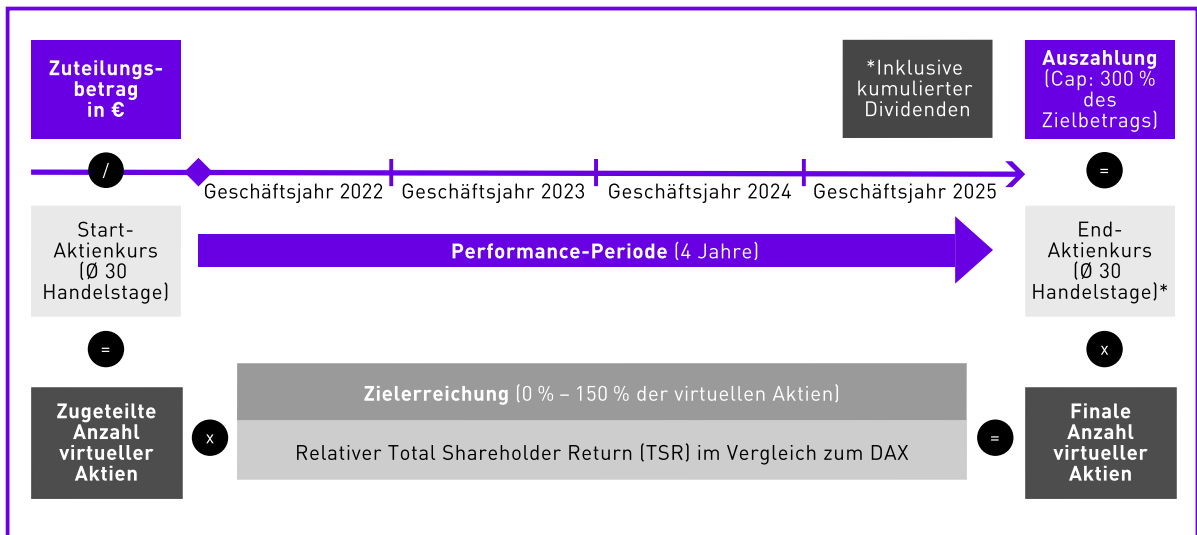 Zuteilungs-
betrag
in €
*Inklusive
kumulierter
Dividenden
Auszahlung
(Cap: 300 %
des
Zielbetrags)
/
=
Geschäftsjahr 2022
Geschäftsjahr 2023
Geschäftsjahr 2024
Geschäftsjahr 2025
Start-
Aktienkurs
(Ø 30
Handelstage)
Performance-Periode (4 Jahre)
End-
Aktienkurs
(Ø 30
Handelstage)*
=
x
Zugeteilte
Anzahl
virtueller
Aktien
x
Zielerreichung (0 % – 150 % der virtuellen Aktien)
Relativer Total Shareholder Return (TSR) im Vergleich zum DAX
=
Finale
Anzahl
virtueller
Aktien